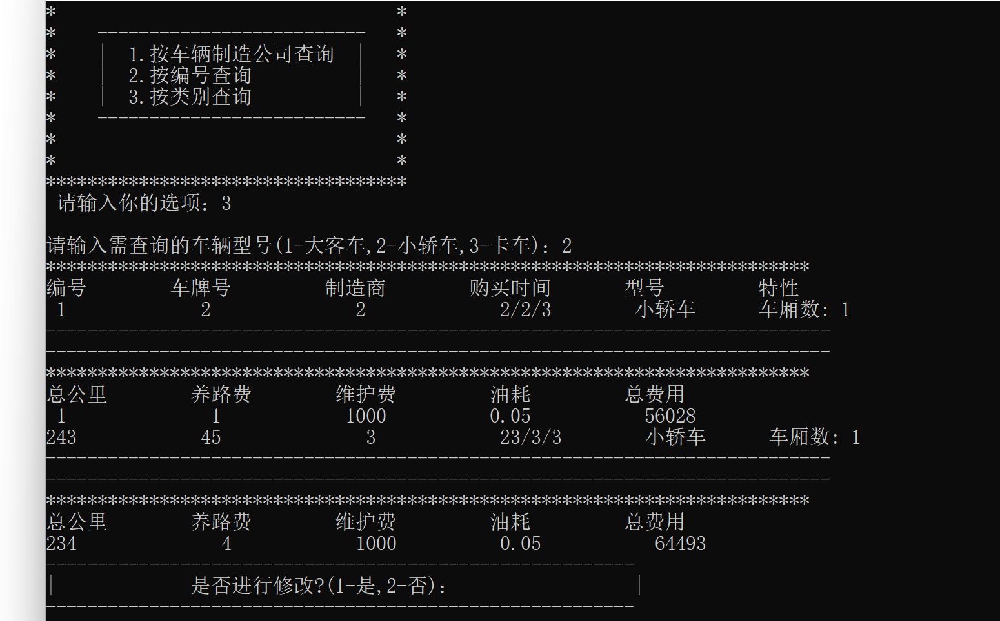 *                                 *
*    --------------------------   *
*    |  1.按车辆制造公司查询  |   *
*    |  2.按编号查询          |   *
*    |  3.按类别查询          |   *
*    --------------------------   *
*                                 *
*                                 *
***********************************
请输入你的选项：3
请输入需查询的车辆型号(1-大客车,2-小轿车,3-卡车)：2
**************************************************************************
编号 车牌号 制造商 购买时间 型号 特性
1 2 2 2/2/3 小轿车 车厢数: 1
----------------------------------------------------------------------------
----------------------------------------------------------------------------
**************************************************************************
总公里 养路费 维护费 油耗 总费用
1 1 1000 0.05 56028
243 45 3 23/3/3 小轿车 车厢数: 1
----------------------------------------------------------------------------
----------------------------------------------------------------------------
**************************************************************************
总公里 养路费 维护费 油耗 总费用
234 4 1000 0.05 64493
---------------------------------------------------------
| 是否进行修改?(1-是,2-否)： |
---------------------------------------------------------